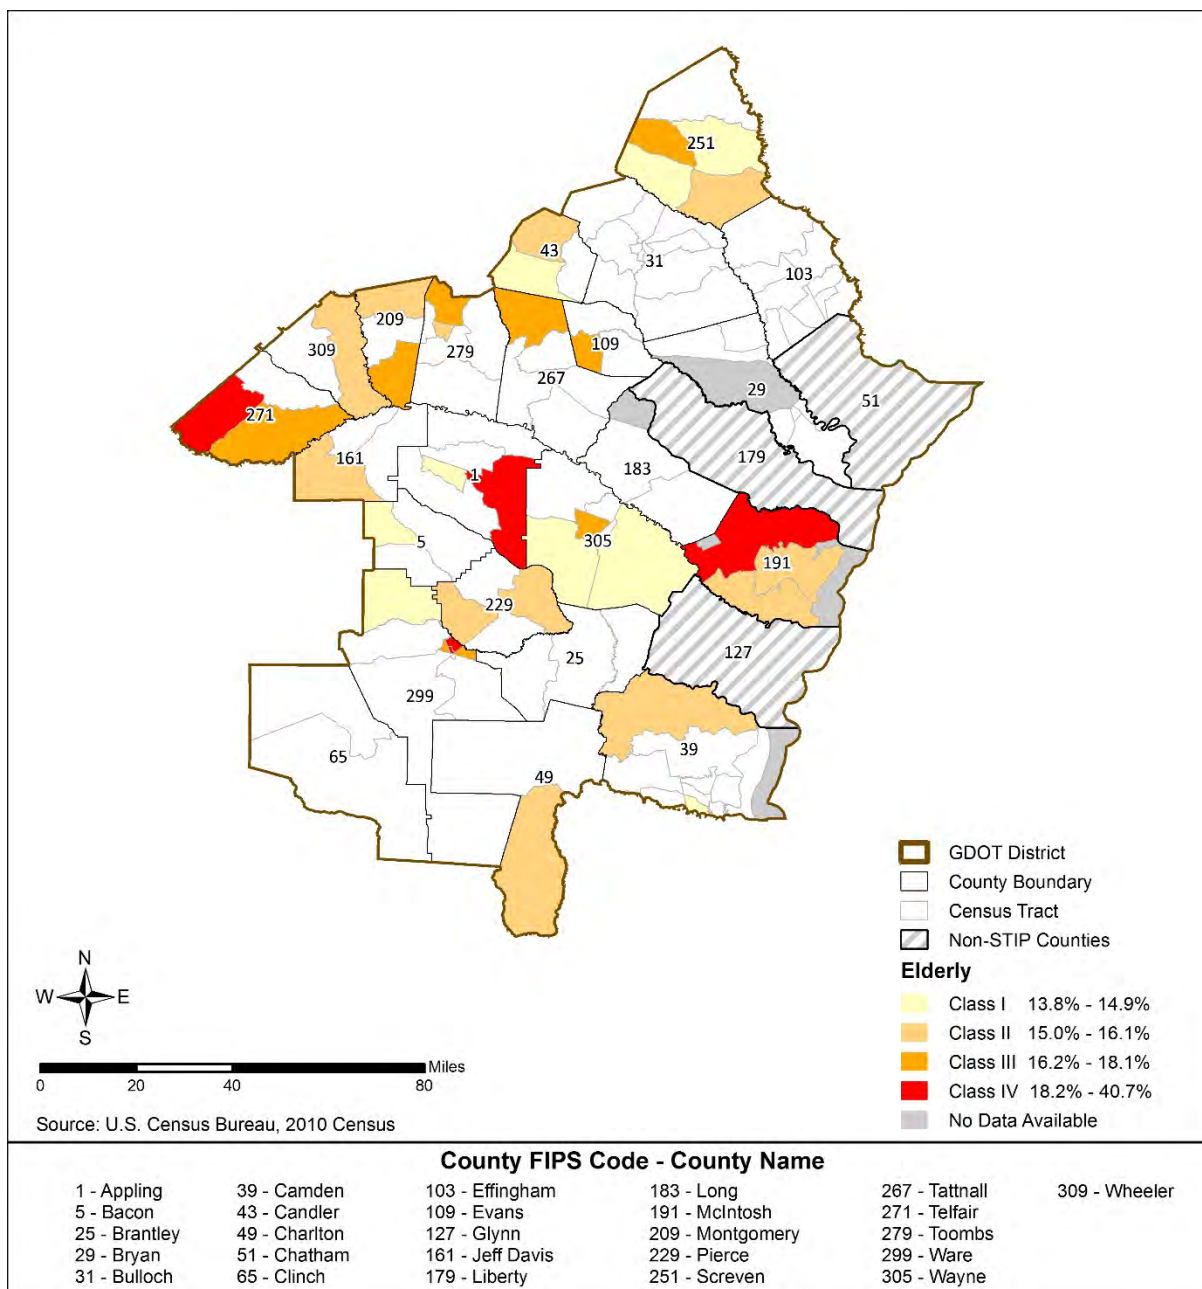 251
43
31
103
209
309
279
109
267
29
51
271
161
183
179
1
5
305
191
229
25
127
299
39
65
49
GDOT District
County Boundary
Census Tract
Non-STIP Counties
Elderly
Class I 13.8% - 14.9%
Class II 15.0% - 16.1%
Class III 16.2% - 18.1%
Class IV 18.2% - 40.7%
No Data Available
N
W E
S
Miles
0 20 40 80
Source: U.S. Census Bureau, 2010 Census
County FIPS Code - County Name
1 - Appling 39 - Camden 103 - Effingham 183 - Long 267 - Tattnall 309 - Wheeler
5 - Bacon 43 - Candler 109 - Evans 191 - McIntosh 271 - Telfair
25 - Brantley 49 - Charlton 127 - Glynn 209 - Montgomery 279 - Toombs
29 - Bryan 51 - Chatham 161 - Jeff Davis 229 - Pierce 299 - Ware
31 - Bulloch 65 - Clinch 179 - Liberty 251 - Screven 305 - Wayne